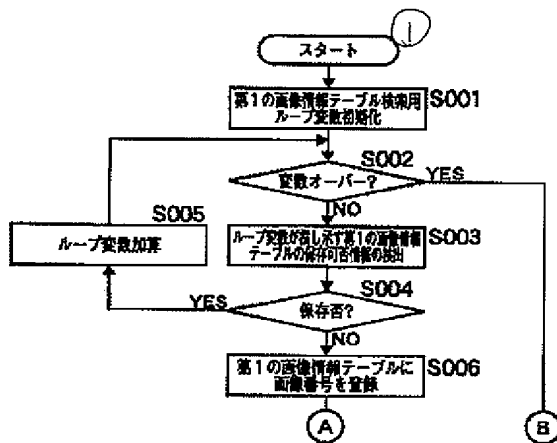 1
スタート
第1の画像情報テーブル検索用
ループ変数初期化
S001
S002
変数オーバー?
YES
NO
S005
ループ変数加算
ループ変数が指し示す第1の画像情報
テーブルの保存可否情報の検出
S003
S004
保存否?
YES
NO
第1の画像情報テーブルに
画像番号を登録
S006
A
B